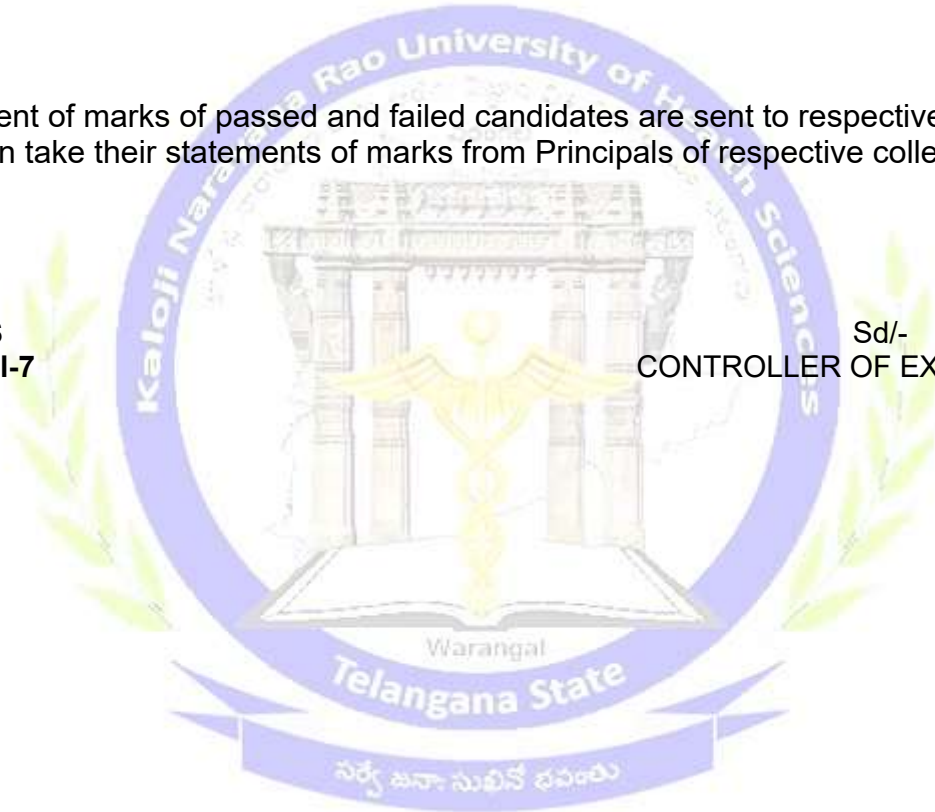 ent of marks of passed and failed candidates are sent to respective
n take their statements of marks from Principals of respective colle
Sd/-
I-7
CONTROLLER OF EX
Kaloji Narayana Rao University of Health Sciences
Warangal
Telangana State
సర్వే జనాః సుఖినో భవంతు